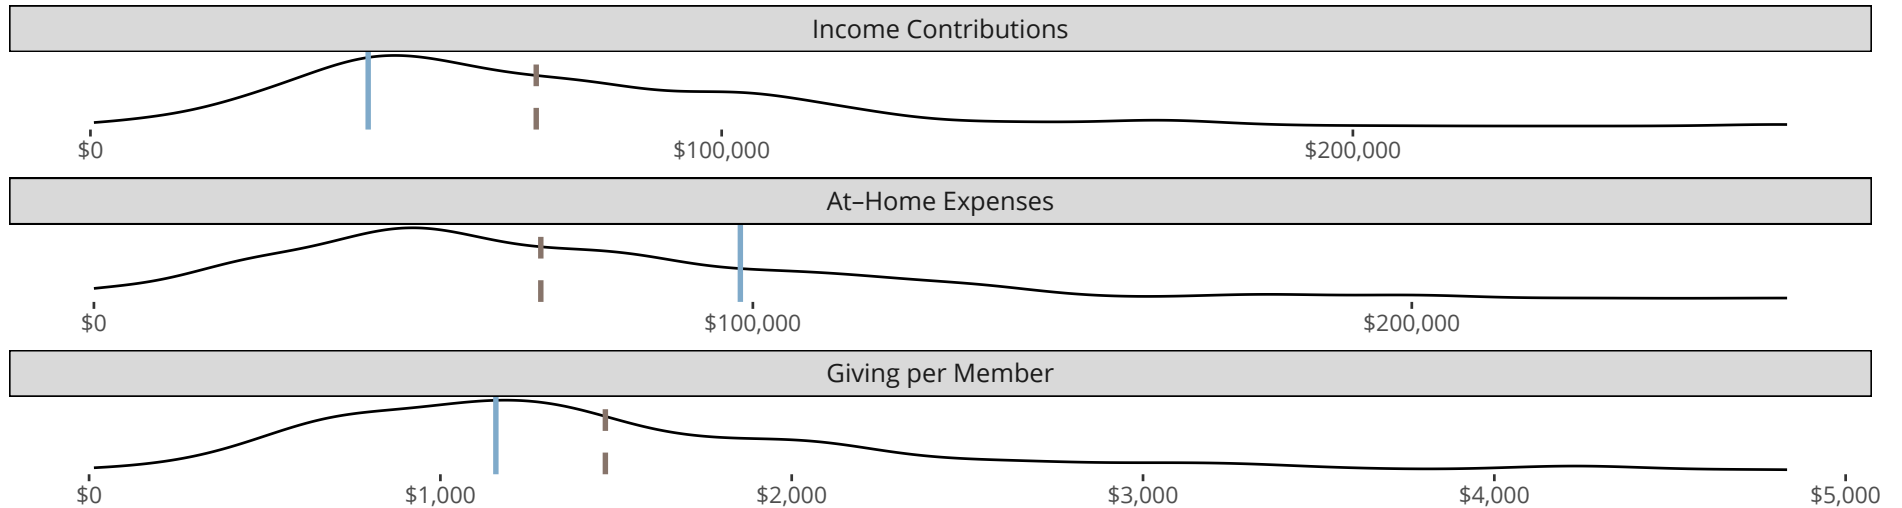 Income Contributions
$0 $100,000 $200,000
At–Home Expenses
$0 $100,000 $200,000
Giving per Member
$0 $1,000 $2,000 $3,000 $4,000 $5,000